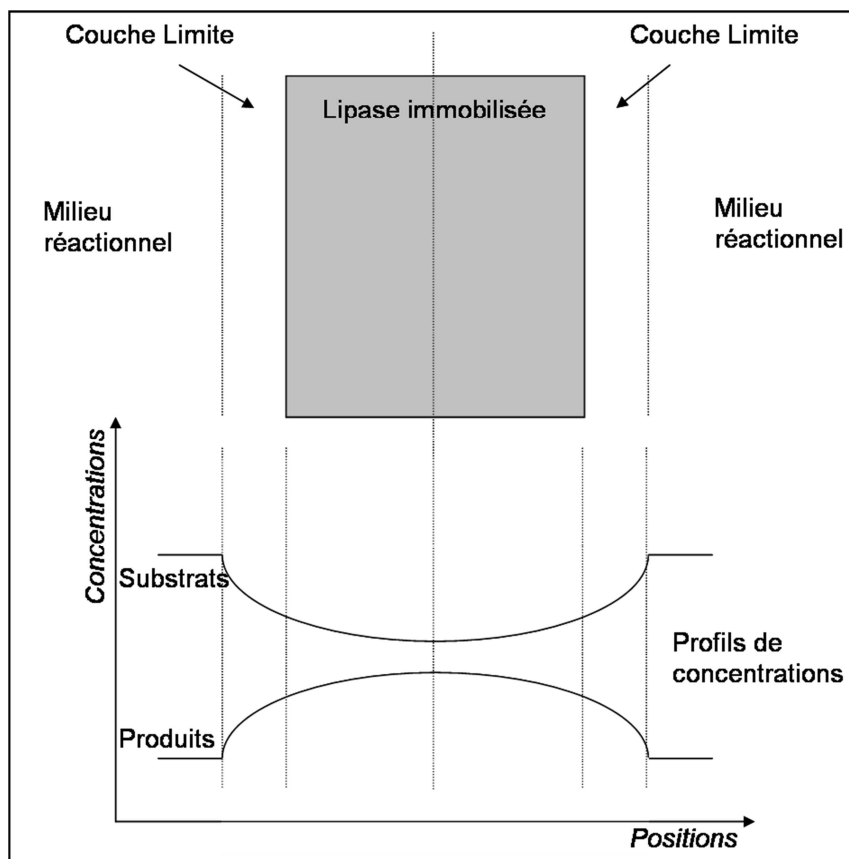 Couche Limite
Couche Limite
Lipase immobilisée
Milieu
réactionnel
Milieu
réactionnel
Concentrations
Substrats
Profils de
concentrations
Produits
Positions